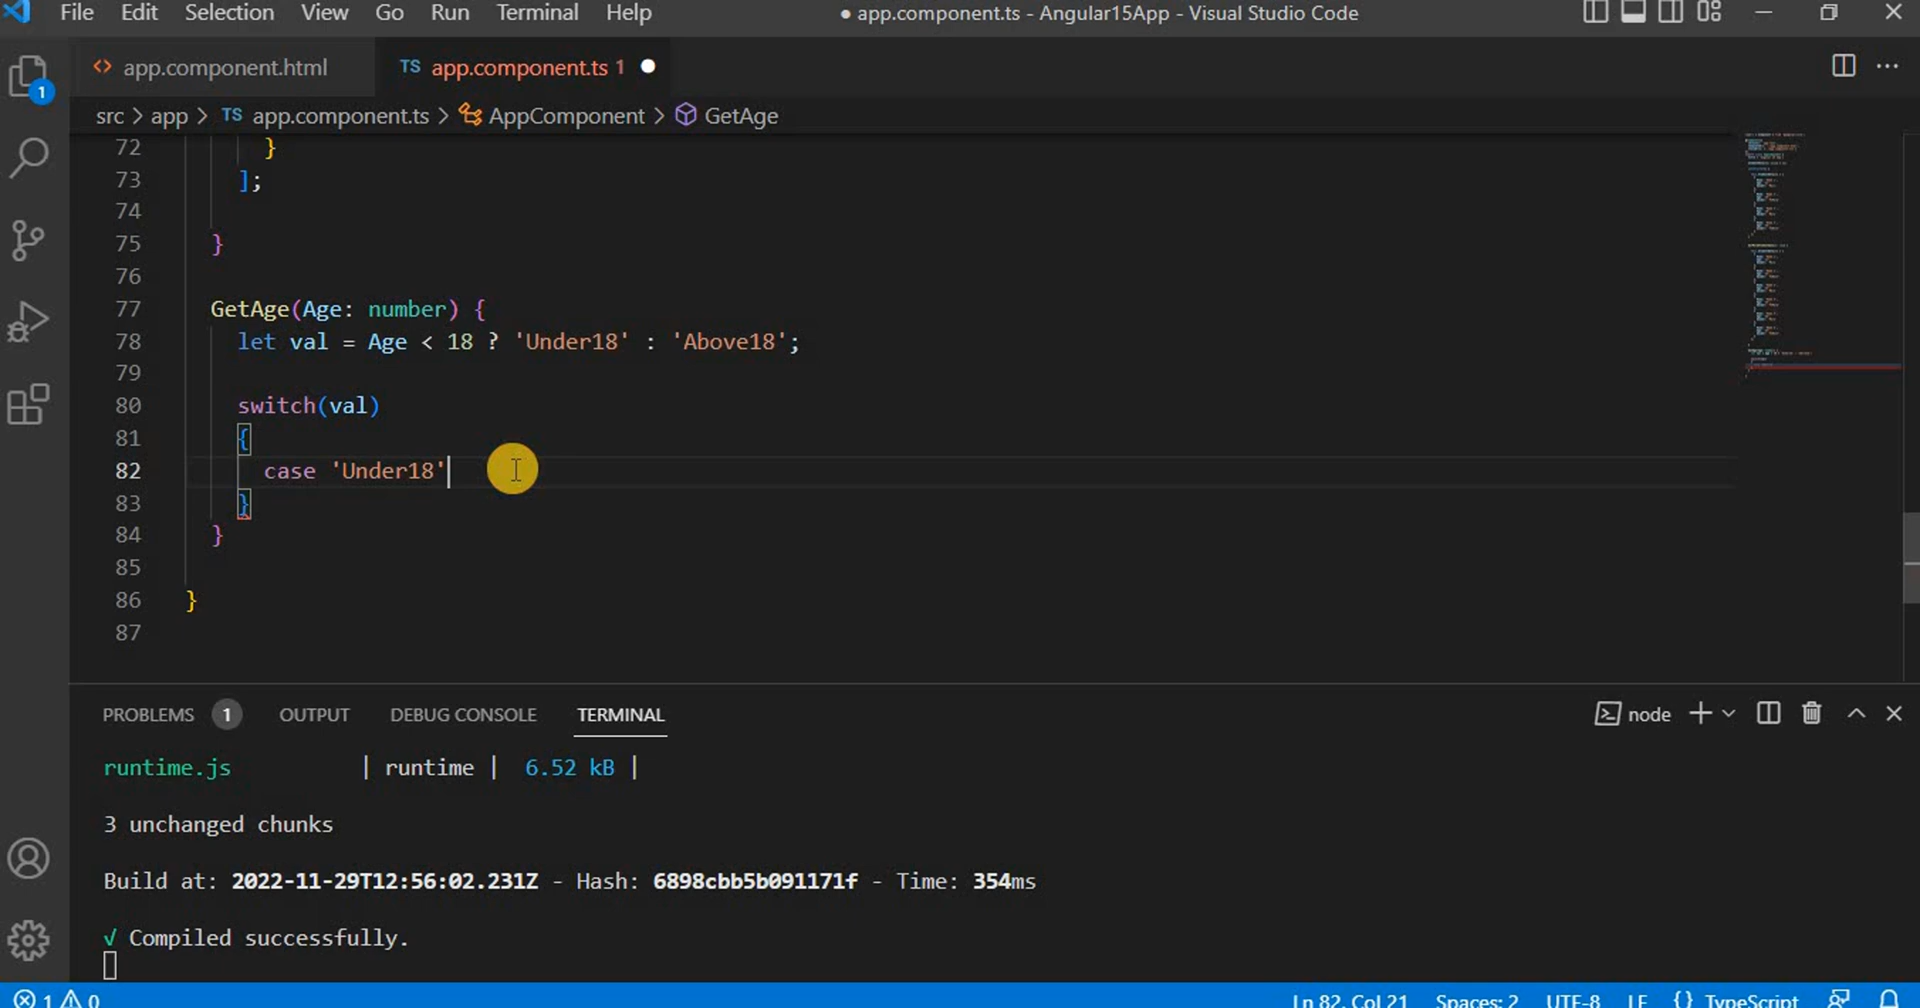 File Edit Selection View Go Run Terminal Help ● app.component.ts - Angular15App - Visual Studio Code
1
<> app.component.html TS app.component.ts 1 ●
src > app > TS app.component.ts > AppComponent > GetAge
72 }
73 ];
74
75 }
76
77 GetAge(Age: number) {
78 let val = Age < 18 ? 'Under18' : 'Above18';
79
80 switch(val)
81 {
82 case 'Under18'
83 }
84 }
85
86 }
87
PROBLEMS 1 OUTPUT DEBUG CONSOLE TERMINAL node
runtime.js | runtime | 6.52 kB |
3 unchanged chunks
Build at: 2022-11-29T12:56:02.231Z - Hash: 6898cbb5b091171f - Time: 354ms
√ Compiled successfully.
1 0 Ln 82, Col 21 Spaces: 2 UTF-8 LF {} TypeScript